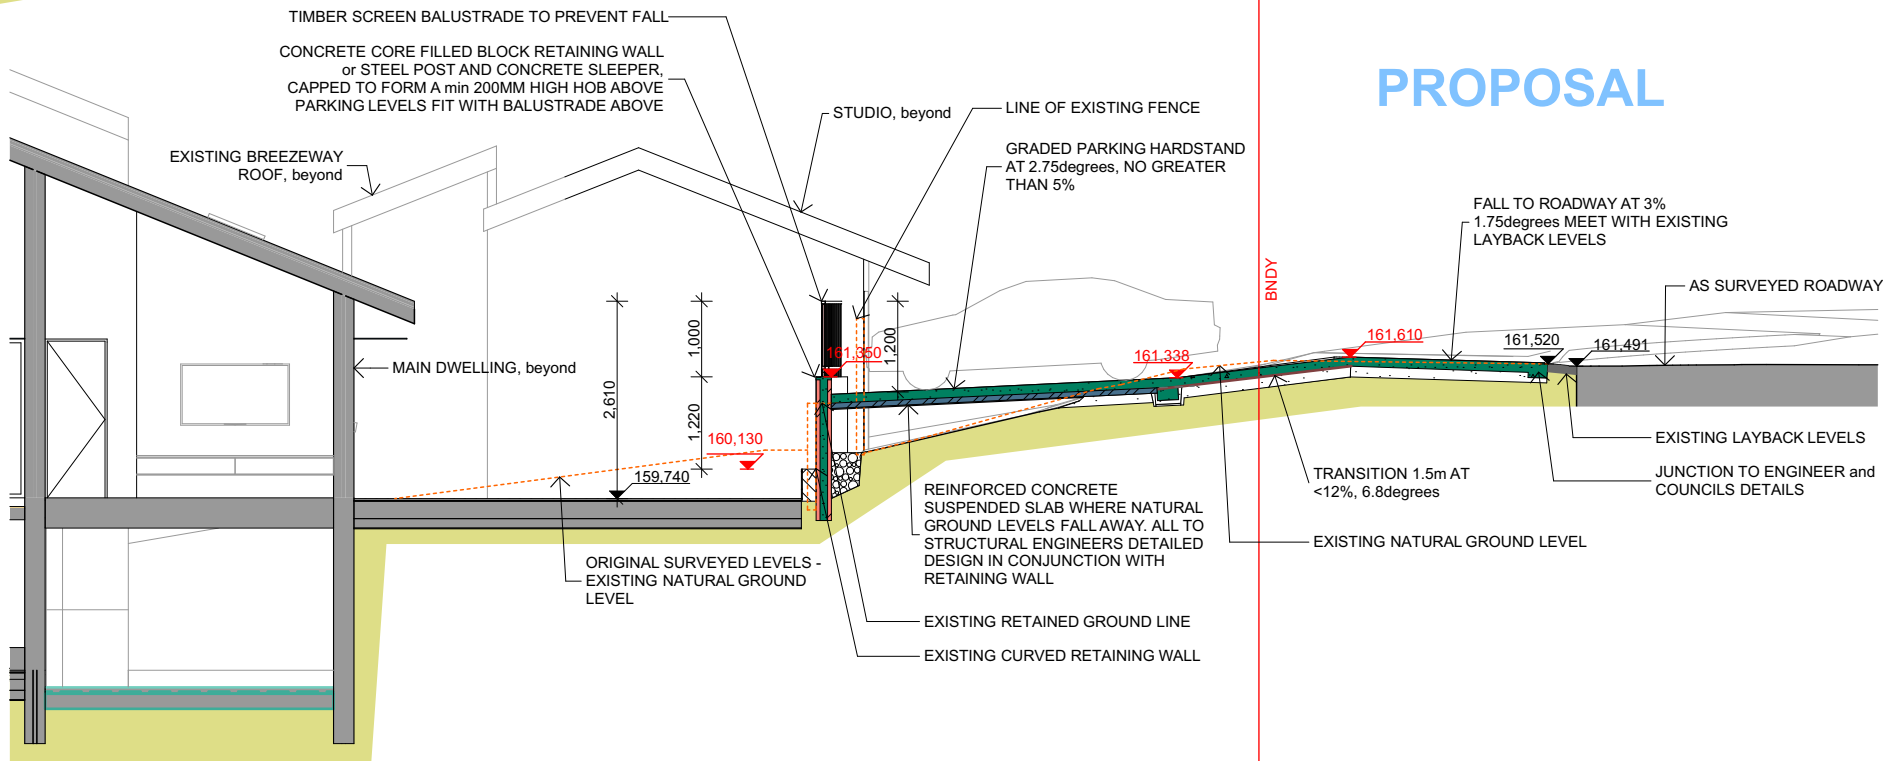 TIMBER SCREEN BALUSTRADE TO PREVENT FALL
CONCRETE CORE FILLED BLOCK RETAINING WALL
or STEEL POST AND CONCRETE SLEEPER,
CAPPED TO FORM A min 200MM HIGH HOB ABOVE
PARKING LEVELS FIT WITH BALUSTRADE ABOVE
PROPOSAL
STUDIO, beyond
LINE OF EXISTING FENCE
EXISTING BREEZEWAY
ROOF, beyond
GRADED PARKING HARDSTAND
AT 2.75degrees, NO GREATER
THAN 5%
FALL TO ROADWAY AT 3%
1.75degrees MEET WITH EXISTING
LAYBACK LEVELS
BNDY
AS SURVEYED ROADWAY
MAIN DWELLING, beyond
2,610
1,000
1,220
1,200
161,350
161,338
161,610
161,520
161,491
160,130
159,740
EXISTING LAYBACK LEVELS
JUNCTION TO ENGINEER and
COUNCILS DETAILS
TRANSITION 1.5m AT
<12%, 6.8degrees
EXISTING NATURAL GROUND LEVEL
REINFORCED CONCRETE
SUSPENDED SLAB WHERE NATURAL
GROUND LEVELS FALL AWAY. ALL TO
STRUCTURAL ENGINEERS DETAILED
DESIGN IN CONJUNCTION WITH
RETAINING WALL
ORIGINAL SURVEYED LEVELS -
EXISTING NATURAL GROUND
LEVEL
EXISTING RETAINED GROUND LINE
EXISTING CURVED RETAINING WALL